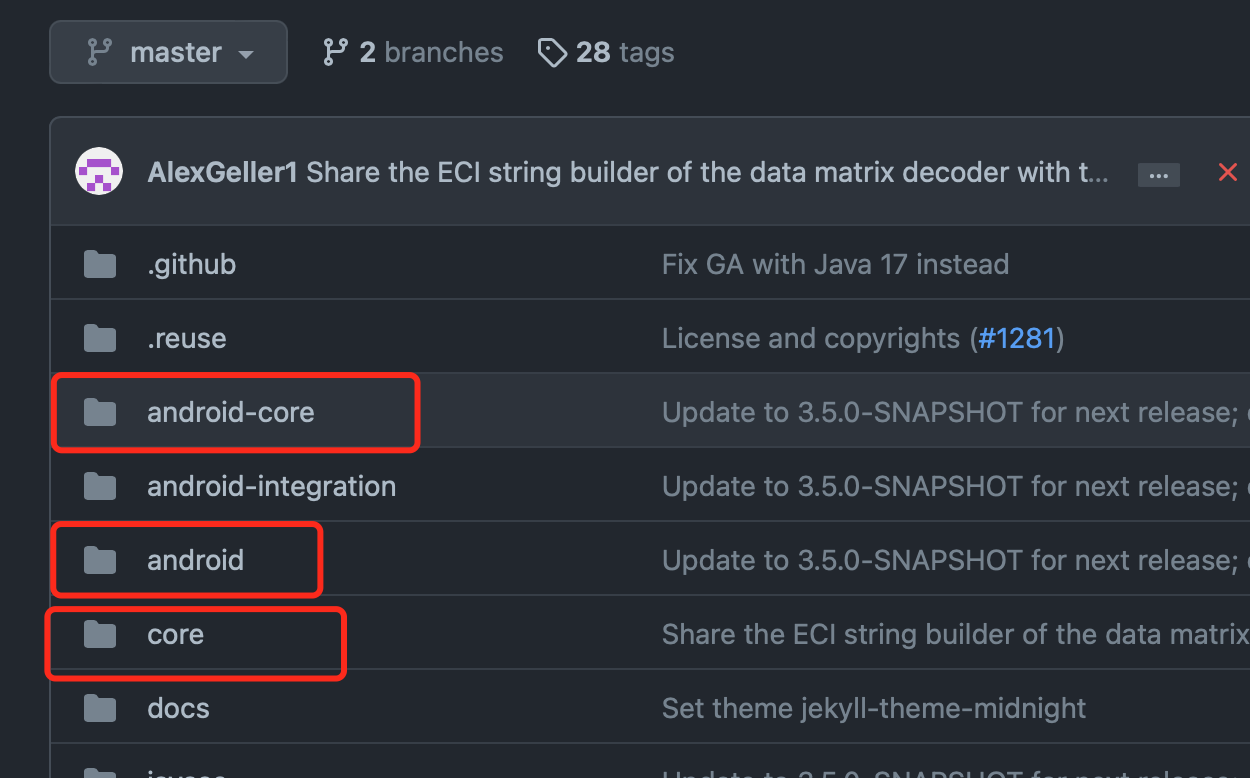 master 2 branches 28 tags
AlexGeller1 Share the ECI string builder of the data matrix decoder with t... ...
.github Fix GA with Java 17 instead
.reuse License and copyrights (#1281)
android-core Update to 3.5.0-SNAPSHOT for next release;
android-integration Update to 3.5.0-SNAPSHOT for next release;
android Update to 3.5.0-SNAPSHOT for next release;
core Share the ECI string builder of the data matrix
docs Set theme jekyll-theme-midnight